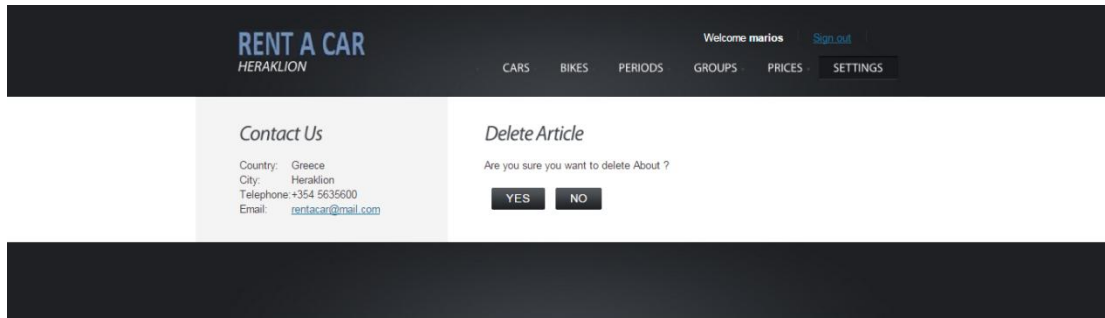 RENT A CAR
HERAKLION
Welcome marios Sign out
CARS BIKES PERIODS GROUPS PRICES SETTINGS
Contact Us
Country: Greece
City: Heraklion
Telephone:+354 5635600
Email: rentacar@mail.com
Delete Article
Are you sure you want to delete About ?
YES NO